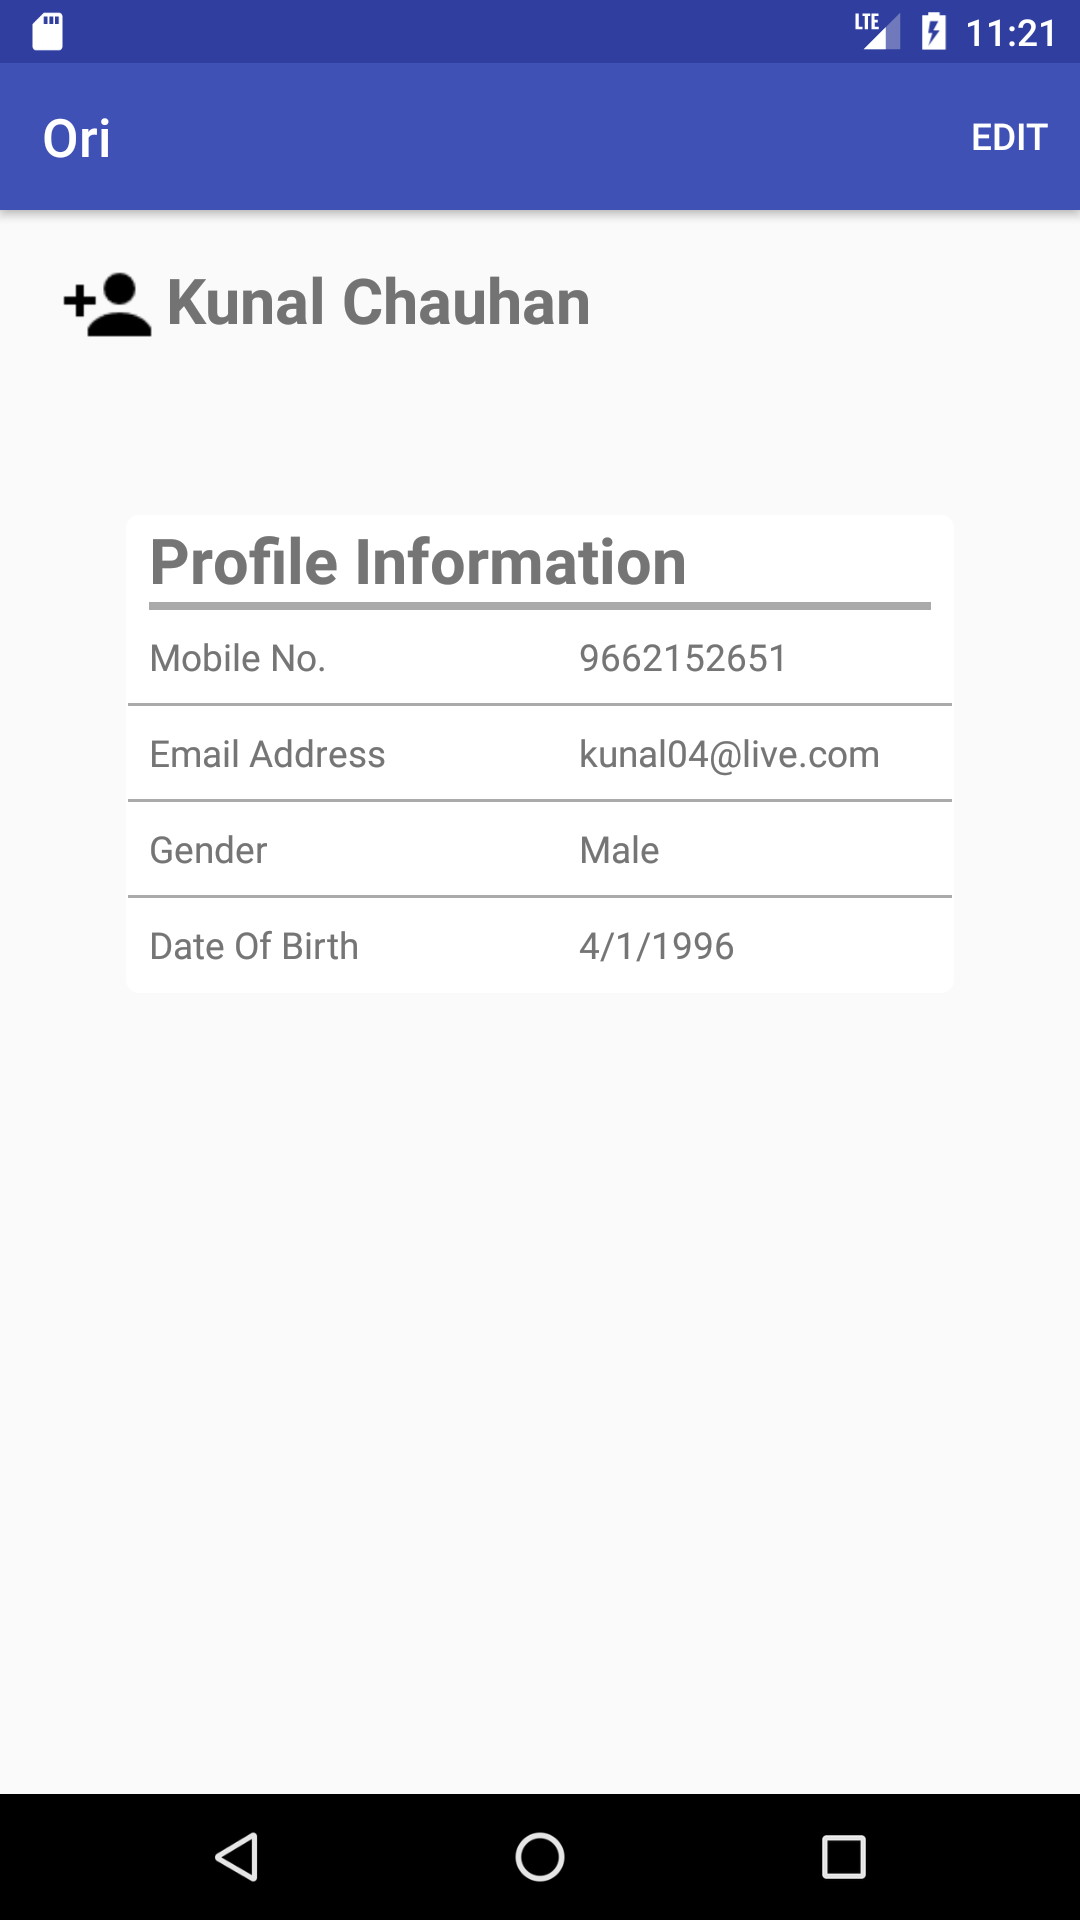 LTE 11:21
Ori EDIT
Kunal Chauhan
Profile Information
Mobile No. 9662152651
Email Address kunal04@live.com
Gender Male
Date Of Birth 4/1/1996